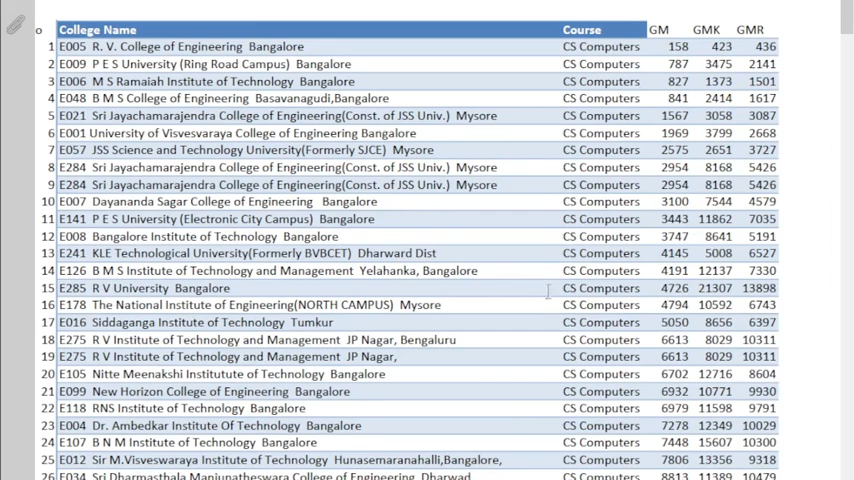 o College Name Course GM GMK GMR
1 E005 R. V. College of Engineering Bangalore CS Computers 158 423 436
2 E009 P E S University (Ring Road Campus) Bangalore CS Computers 787 3475 2141
3 E006 M S Ramaiah Institute of Technology Bangalore CS Computers 827 1373 1501
4 E048 B M S College of Engineering Basavanagudi,Bangalore CS Computers 841 2414 1617
5 E021 Sri Jayachamarajendra College of Engineering(Const. of JSS Univ.) Mysore CS Computers 1567 3058 3087
6 E001 University of Visvesvaraya College of Engineering Bangalore CS Computers 1969 3799 2668
7 E057 JSS Science and Technology University(Formerly SJCE) Mysore CS Computers 2575 2651 3727
8 E284 Sri Jayachamarajendra College of Engineering(Const. of JSS Univ.) Mysore CS Computers 2954 8168 5426
9 E284 Sri Jayachamarajendra College of Engineering(Const. of JSS Univ.) Mysore CS Computers 2954 8168 5426
10 E007 Dayananda Sagar College of Engineering Bangalore CS Computers 3100 7544 4579
11 E141 P E S University (Electronic City Campus) Bangalore CS Computers 3443 11862 7035
12 E008 Bangalore Institute of Technology Bangalore CS Computers 3747 8641 5191
13 E241 KLE Technological University(Formerly BVBCET) Dharward Dist CS Computers 4145 5008 6527
14 E126 B M S Institute of Technology and Management Yelahanka, Bangalore CS Computers 4191 12137 7330
15 E285 R V University Bangalore CS Computers 4726 21307 13898
16 E178 The National Institute of Engineering(NORTH CAMPUS) Mysore CS Computers 4794 10592 6743
17 E016 Siddaganga Institute of Technology Tumkur CS Computers 5050 8656 6397
18 E275 R V Institute of Technology and Management JP Nagar, Bengaluru CS Computers 6613 8029 10311
19 E275 R V Institute of Technology and Management JP Nagar, CS Computers 6613 8029 10311
20 E105 Nitte Meenakshi Instutute of Technology Bangalore CS Computers 6702 12716 8604
21 E099 New Horizon College of Engineering Bangalore CS Computers 6932 10771 9930
22 E118 RNS Institute of Technology Bangalore CS Computers 6979 11598 9791
23 E004 Dr. Ambedkar Institute Of Technology Bangalore CS Computers 7278 12349 10029
24 E107 B N M Institute of Technology Bangalore CS Computers 7448 15607 10300
25 E012 Sir M.Visveswaraya Institute of Technology Hunasemaranahalli,Bangalore, CS Computers 7806 13356 9318
26 E034 Sri Dharmasthala Manjunatheswara College of Engineering Dharwad CS Computers 8813 11389 10479